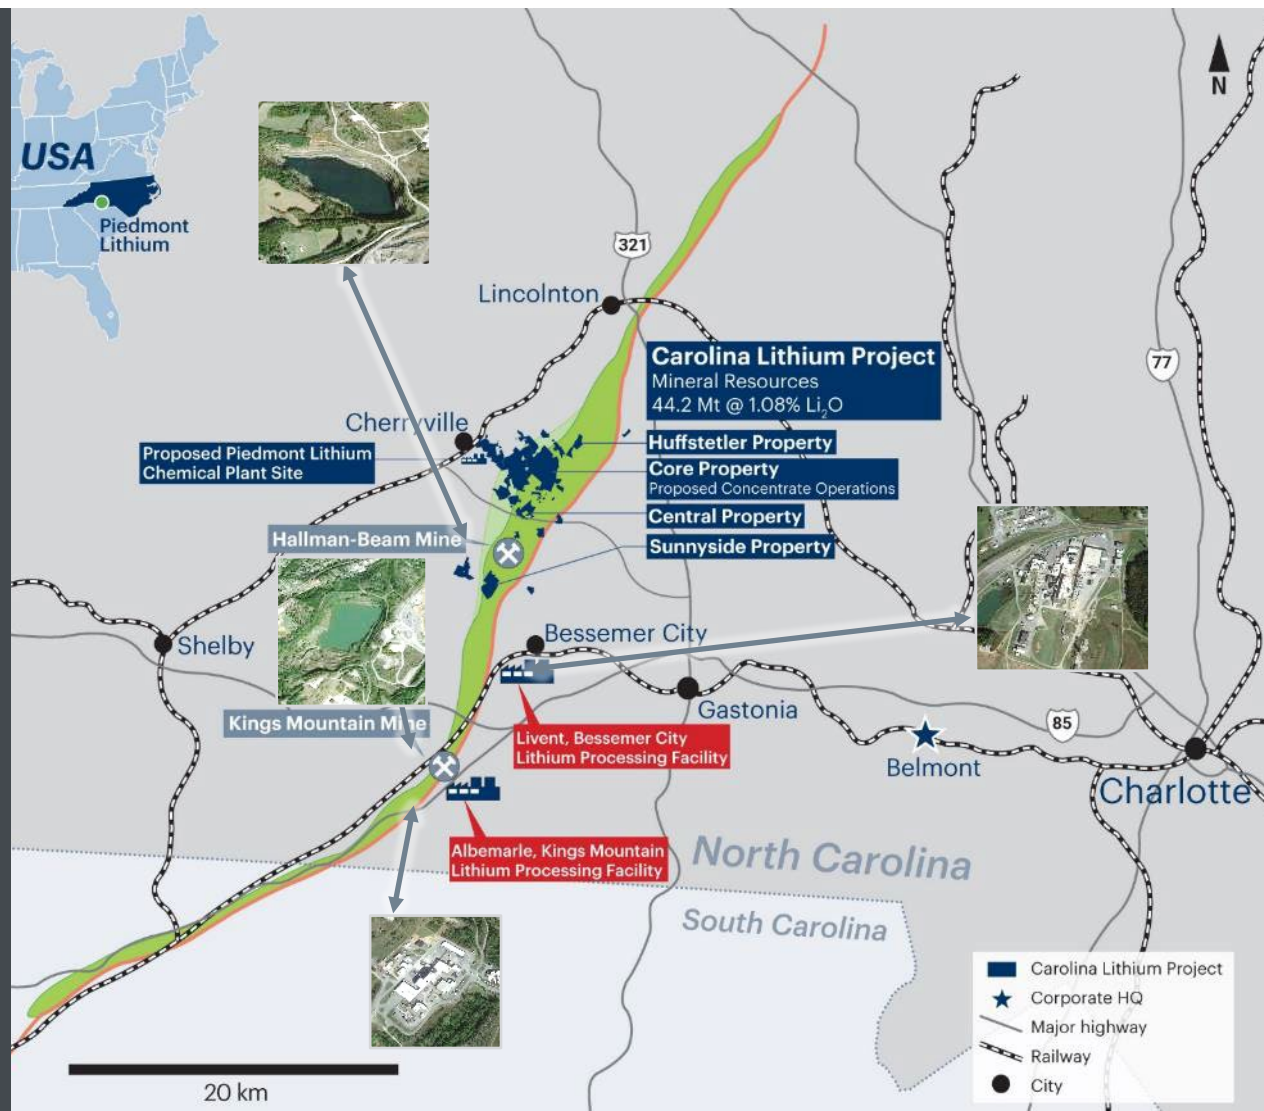 N
USA
Piedmont
Lithium
321
Lincolnton
77
Carolina Lithium Project
Mineral Resources
44.2 Mt @ 1.08% Li₂O
Cherryville
Huffstetler Property
Proposed Piedmont Lithium
Chemical Plant Site
Core Property
Proposed Concentrate Operations
Central Property
Hallman-Beam Mine
Sunnyside Property
Shelby
Bessemer City
Gastonia
Kings Mountain Mine
85
Livent, Bessemer City
Lithium Processing Facility
Belmont
Charlotte
Albemarle, Kings Mountain
Lithium Processing Facility
North Carolina
South Carolina
Carolina Lithium Project
Corporate HQ
Major highway
Railway
City
20 km